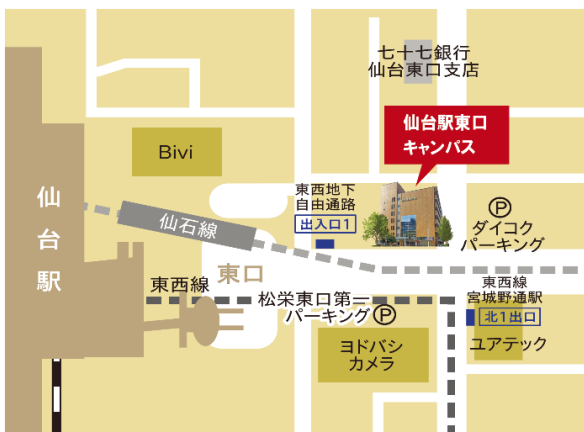 七十七銀行
仙台東口支店
仙台駅東口
キャンパス
Bivi
仙台駅
仙石線
東西地下
自由通路
出入口1
P
ダイコク
パーキング
東口
東西線
松栄東口第一
パーキング P
東西線
宮城野通駅
北1出口
ヨドバシ
カメラ
ユアテック